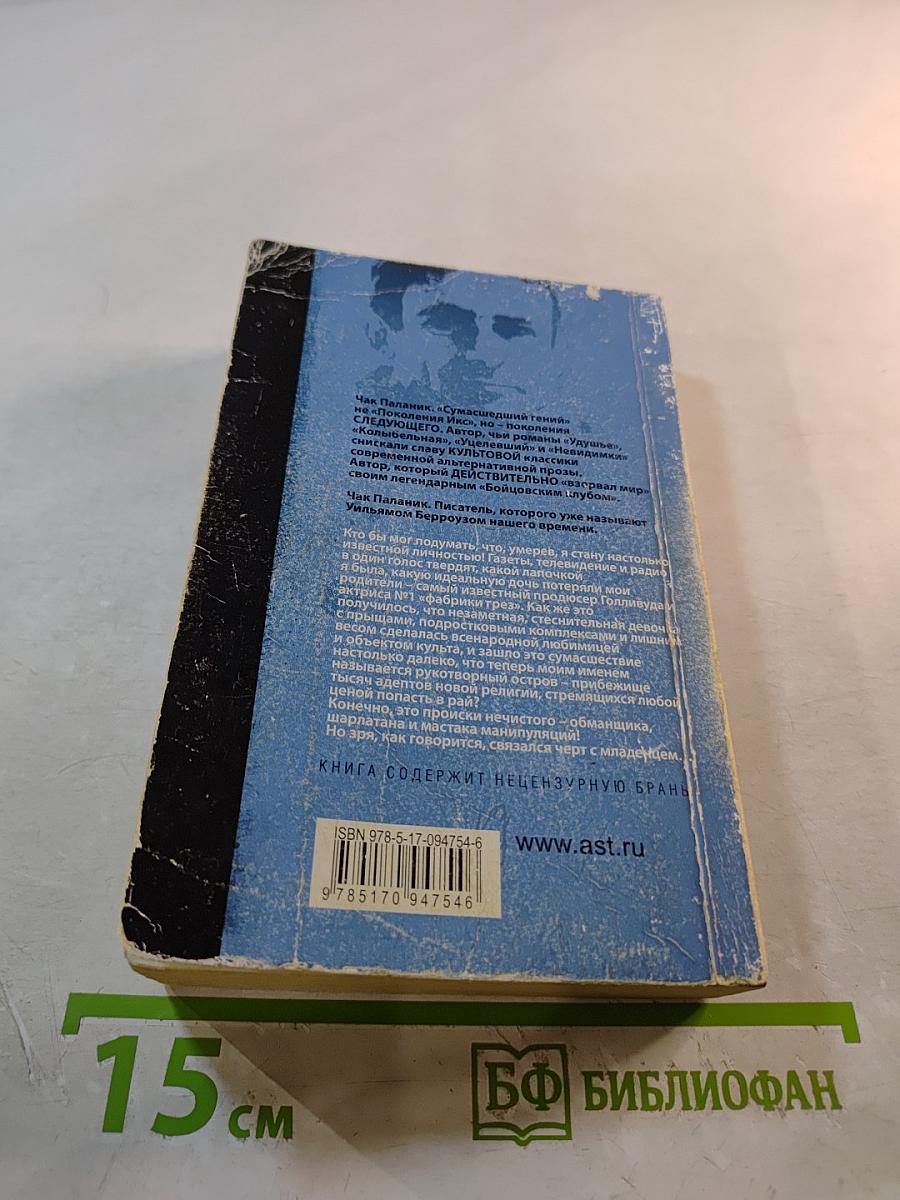 Чак Паланик. «Сумасшедший гений»
не «Поколения Икс», но – поколения
СЛЕДУЮЩЕГО. Автор, чьи романы «Удушье»,
«Колыбельная», «Уцелевший» и «Невидимки»
снискали славу КУЛЬТОВОЙ классики
современной альтернативной прозы.
Автор, который ДЕЙСТВИТЕЛЬНО «взорвал мир»
своим легендарным «Бойцовским клубом».
Чак Паланик. Писатель, которого уже называют
Уильямом Берроузом нашего времени.
Кто бы мог подумать, что, умерев, я стану настолько
известной личностью! Газеты, телевидение и радио
в один голос твердят, какой лапочкой
я была, какую идеальную дочь потеряли мои
родители – самый известный продюсер Голливуда и
актриса №1 «фабрики грез». Как же это
получилось, что незаметная, стеснительная девочка
с прыщами, подростковыми комплексами и лишним
весом сделалась всенародной любимицей
и объектом культа, и зашло это сумасшествие
настолько далеко, что теперь моим именем
называется рукотворный остров – прибежище
тысяч адептов новой религии, стремящихся любой
ценой попасть в рай?
Конечно, это происки нечистого – обманщика,
шарлатана и мастака манипуляций!
Но зря, как говорится, связался черт с младенцем...
КНИГА СОДЕРЖИТ НЕЦЕНЗУРНУЮ БРАНЬ
ISBN 978-5-17-094754-6
www.ast.ru
9 785170 947546
15 см
БФ БИБЛИОФАН